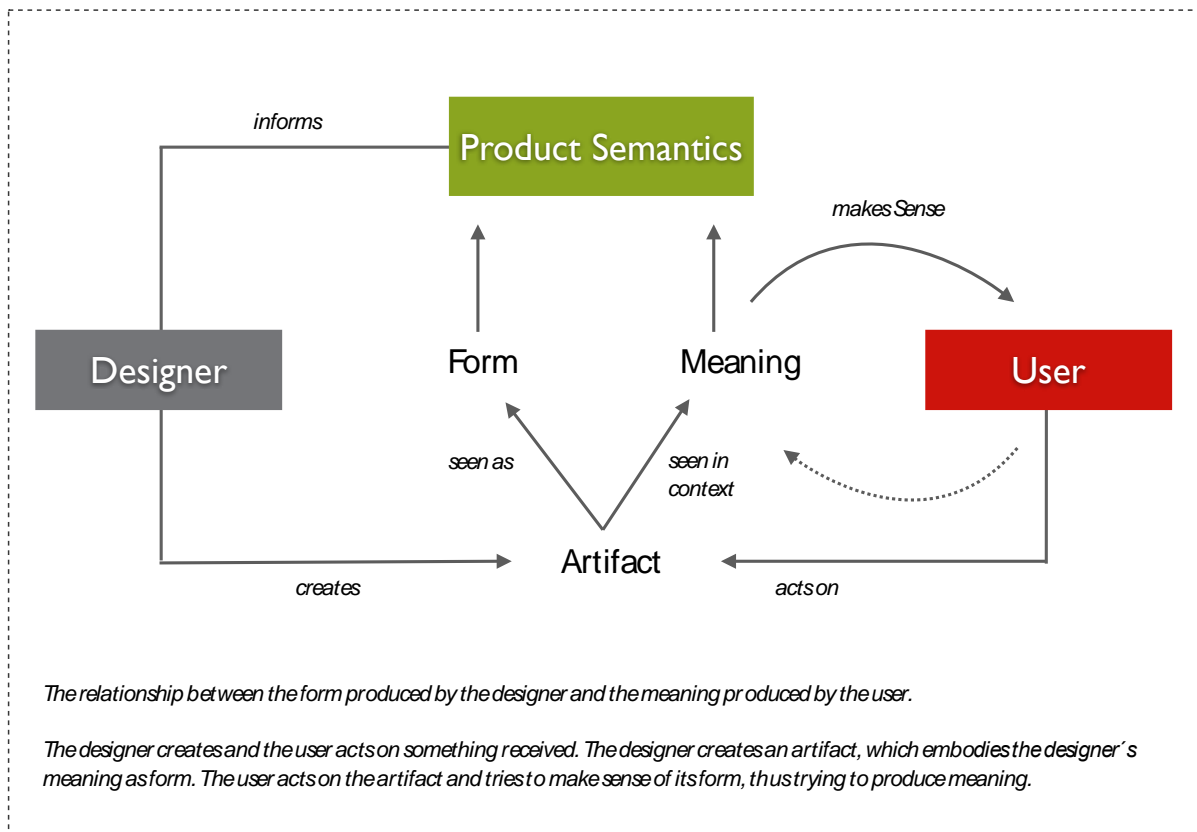 informs
Product Semantics
makes Sense
Designer
Form
Meaning
User
seen as
seen in
context
Artifact
creates
acts on
The relationship between the form produced by the designer and the meaning produced by the user.
The designer creates and the user acts on something received. The designer creates an artifact, which embodies the designer´s
meaning as form. The user acts on the artifact and tries to make sense of its form, thus trying to produce meaning.